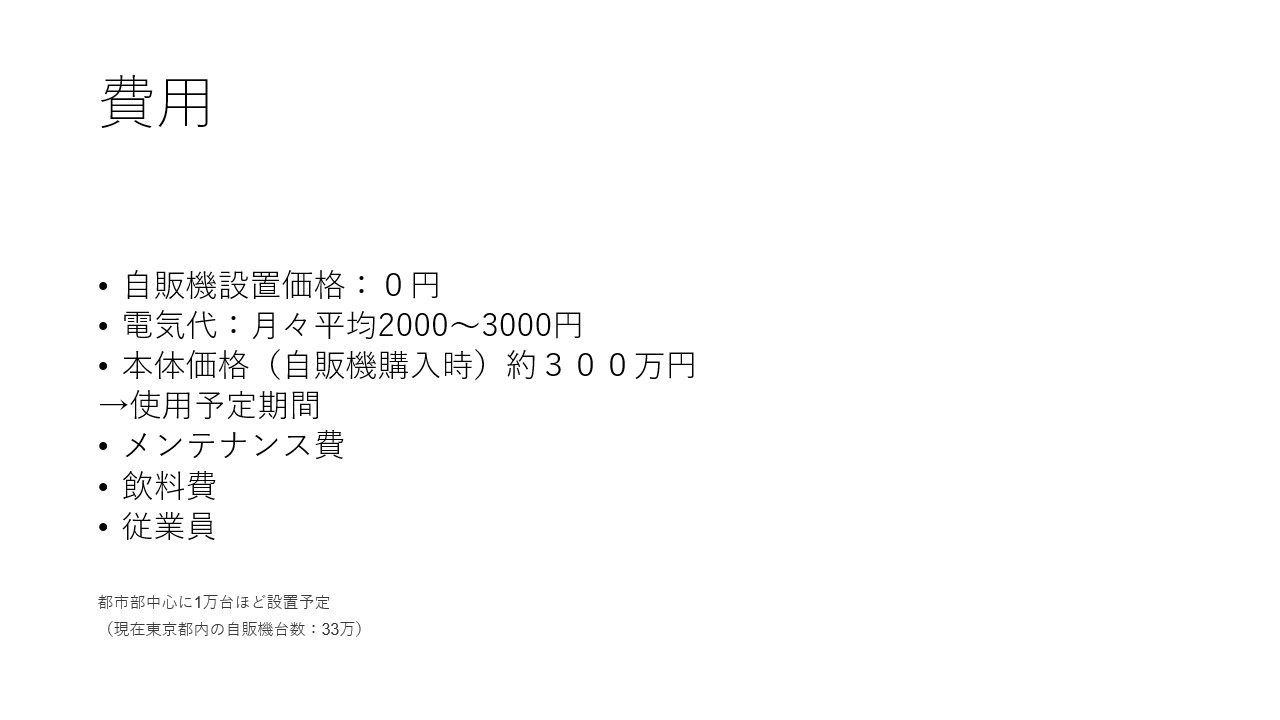 費用
• 自販機設置価格：０円
• 電気代：月々平均2000～3000円
• 本体価格（自販機購入時）約３００万円
→使用予定期間
• メンテナンス費
• 飲料費
• 従業員
都市部中心に1万台ほど設置予定
（現在東京都内の自販機台数：33万）